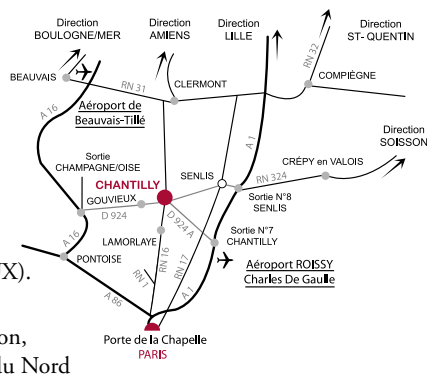 Direction
BOULOGNE/MER
Direction
AMIENS
Direction
LILLE
Direction
ST- QUENTIN
RN 32
BEAUVAIS
RN 31
CLERMONT
COMPIÈGNE
A 16
Aéroport de
Beauvais-Tillé
A 1
Direction
SOISSON
Sortie
CHAMPAGNE/OISE
SENLIS
CRÉPY en VALOIS
CHANTILLY
RN 324
GOUVIEUX
D 924
Sortie N°8
SENLIS
D 924 A
LAMORLAYE
Sortie N°7
CHANTILLY
A 16
PONTOISE
RN 16
RN 17
RN 1
UX).
Aéroport ROISSY
Charles De Gaulle
A 86
A 1
on,
Porte de la Chapelle
PARIS
du Nord